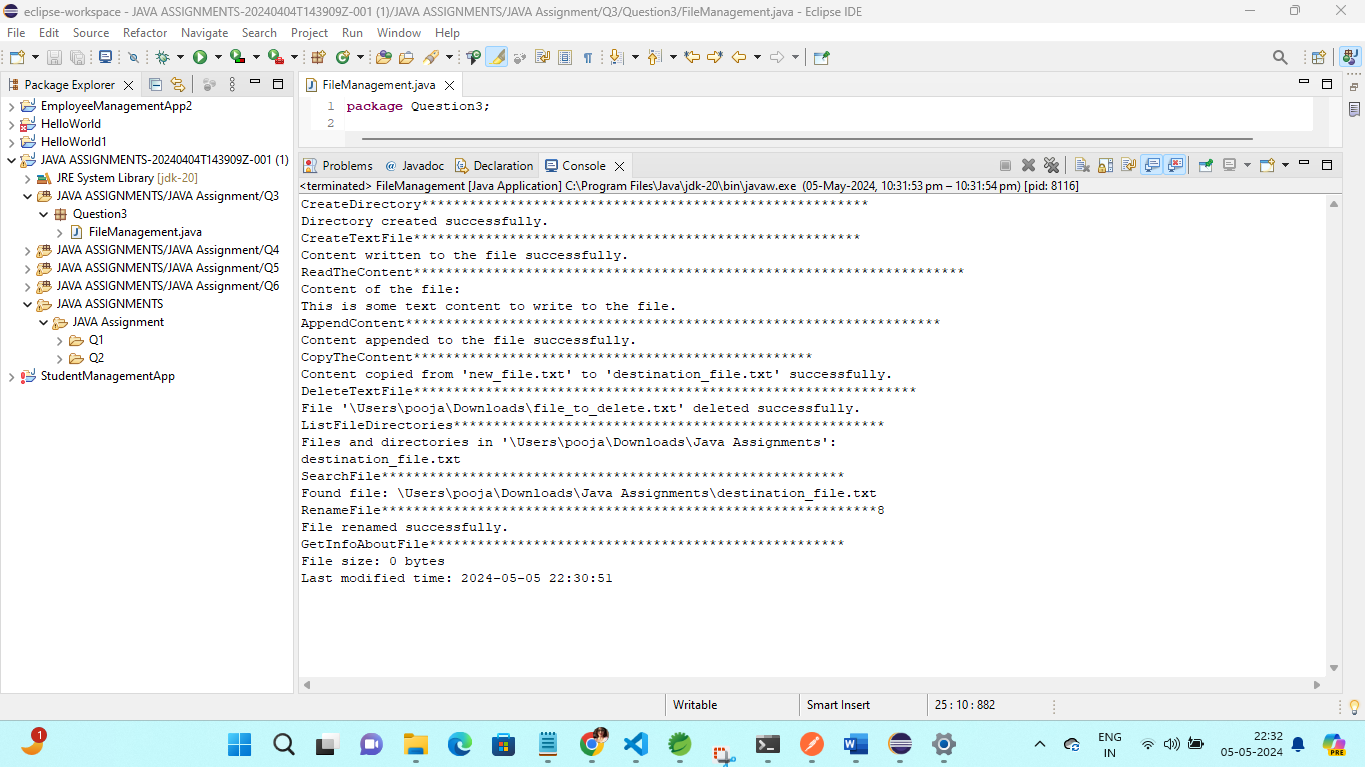 eclipse-workspace - JAVA ASSIGNMENTS-20240404T143909Z-001 (1)/JAVA ASSIGNMENTS/JAVA Assignment/Q3/Question3/FileManagement.java - Eclipse IDE
File Edit Source Refactor Navigate Search Project Run Window Help
Package Explorer
EmployeeManagementApp2
HelloWorld
HelloWorld1
JAVA ASSIGNMENTS-20240404T143909Z-001 (1)
JRE System Library [jdk-20]
JAVA ASSIGNMENTS/JAVA Assignment/Q3
Question3
FileManagement.java
JAVA ASSIGNMENTS/JAVA Assignment/Q4
JAVA ASSIGNMENTS/JAVA Assignment/Q5
JAVA ASSIGNMENTS/JAVA Assignment/Q6
JAVA ASSIGNMENTS
JAVA Assignment
Q1
Q2
StudentManagementApp
FileManagement.java
1 package Question3;
2
Problems Javadoc Declaration Console
<terminated> FileManagement [Java Application] C:\Program Files\Java\jdk-20\bin\javaw.exe (05-May-2024, 10:31:53 pm – 10:31:54 pm) [pid: 8116]
CreateDirectory********************************************************
Directory created successfully.
CreateTextFile********************************************************
Content written to the file successfully.
ReadTheContent*********************************************************************
Content of the file:
This is some text content to write to the file.
AppendContent*******************************************************************
Content appended to the file successfully.
CopyTheContent**************************************************
Content copied from 'new_file.txt' to 'destination_file.txt' successfully.
DeleteTextFile***************************************************************
File '\Users\pooja\Downloads\file_to_delete.txt' deleted successfully.
ListFileDirectories******************************************************
Files and directories in '\Users\pooja\Downloads\Java Assignments':
destination_file.txt
SearchFile**********************************************************
Found file: \Users\pooja\Downloads\Java Assignments\destination_file.txt
RenameFile**************************************************************8
File renamed successfully.
GetInfoAboutFile****************************************************
File size: 0 bytes
Last modified time: 2024-05-05 22:30:51
Writable Smart Insert 25 : 10 : 882
1
ENG
IN
22:32
05-05-2024
PRE